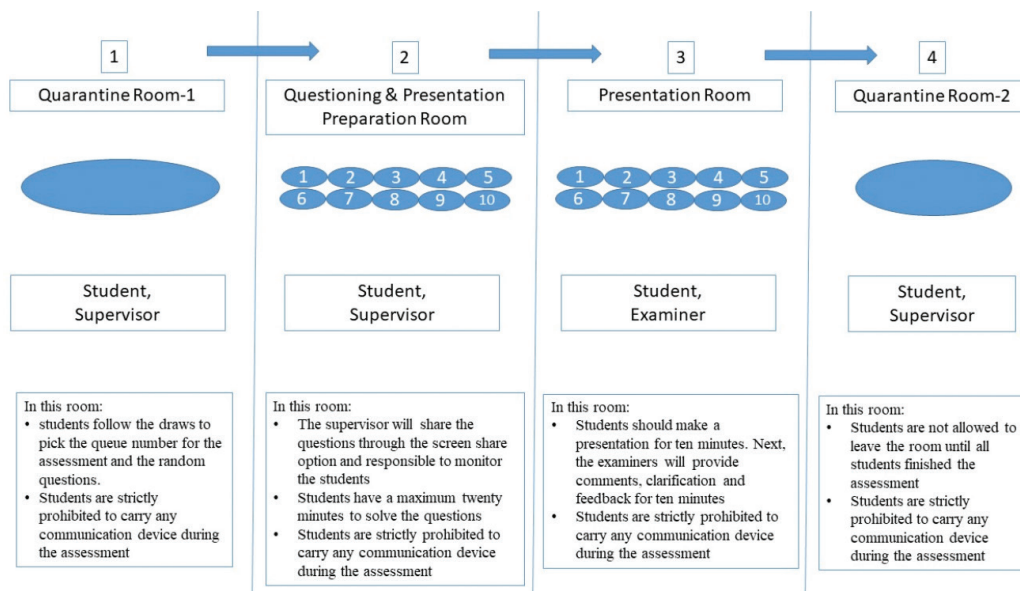 1
Quarantine Room-1
Student,
Supervisor
In this room:
• students follow the draws to
pick the queue number for the
assessment and the random
questions.
• Students are strictly
prohibited to carry any
communication device during
the assessment
2
Questioning & Presentation
Preparation Room
1 2 3 4 5
6 7 8 9 10
Student,
Supervisor
In this room:
• The supervisor will share the
questions through the screen share
option and responsible to monitor
the students
• Students have a maximum twenty
minutes to solve the questions
• Students are strictly prohibited to
carry any communication device
during the assessment
3
Presentation Room
1 2 3 4 5
6 7 8 9 10
Student,
Examiner
In this room:
• Students should make a
presentation for ten minutes. Next,
the examiners will provide
comments, clarification and
feedback for ten minutes
• Students are strictly prohibited to
carry any communication device
during the assessment
4
Quarantine Room-2
Student,
Supervisor
In this room:
• Students are not allowed to
leave the room until all
students finished the
assessment
• Students are strictly
prohibited to carry any
communication device
during the assessment